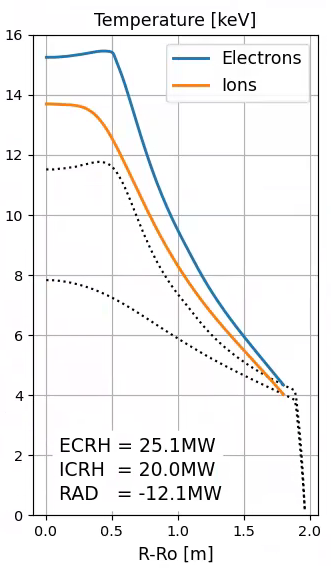 Temperature [keV]
16
14
12
10
8
6
4
2
0
Electrons
Ions
ECRH = 25.1MW
ICRH = 20.0MW
RAD = -12.1MW
0.0 0.5 1.0 1.5 2.0
R-Ro [m]